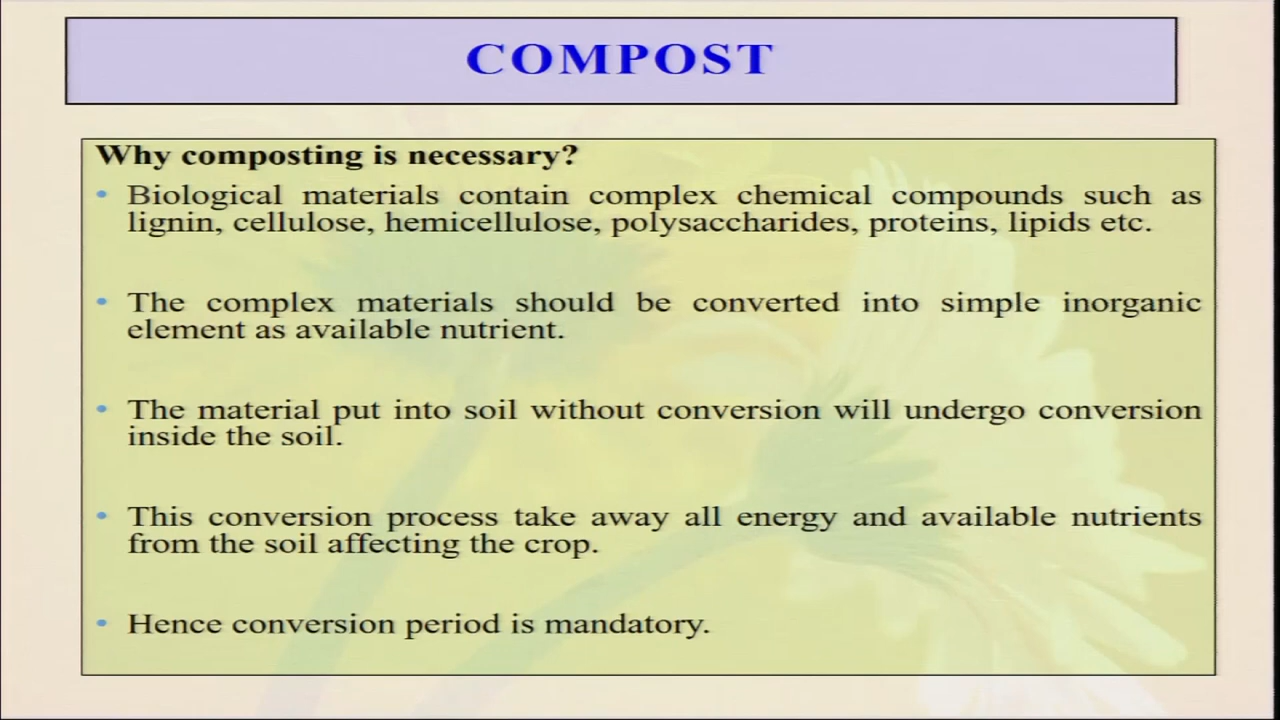 COMPOST
Why composting is necessary?
• Biological materials contain complex chemical compounds such as
lignin, cellulose, hemicellulose, polysaccharides, proteins, lipids etc.
• The complex materials should be converted into simple inorganic
element as available nutrient.
• The material put into soil without conversion will undergo conversion
inside the soil.
• This conversion process take away all energy and available nutrients
from the soil affecting the crop.
• Hence conversion period is mandatory.